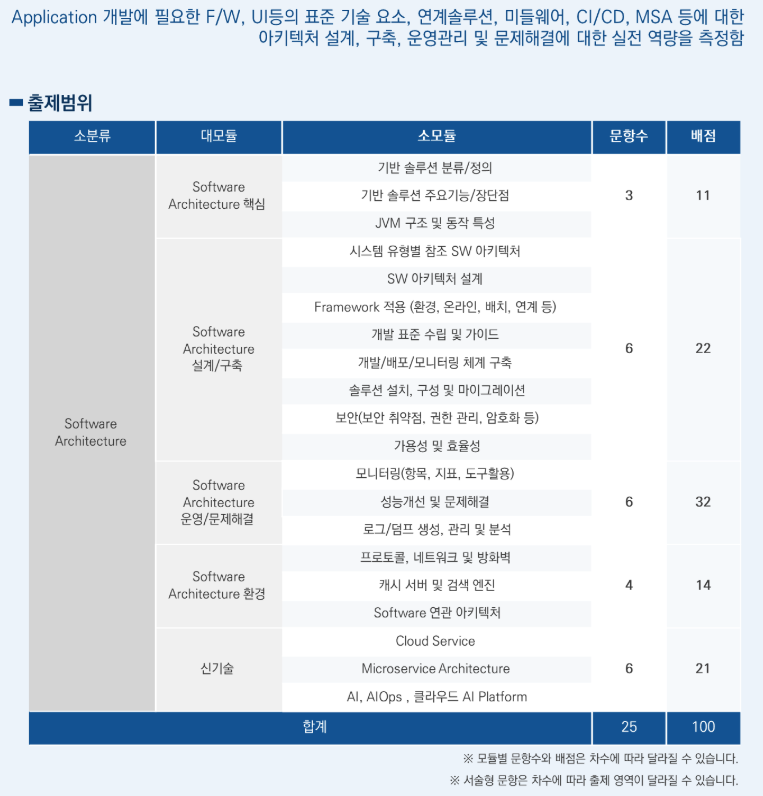 Application 개발에 필요한 F/W, UI등의 표준 기술 요소, 연계솔루션, 미들웨어, CI/CD, MSA 등에 대한
아키텍처 설계, 구축, 운영관리 및 문제해결에 대한 실전 역량을 측정함
출제범위
소분류 대모듈 소모듈 문항수 배점
Software
Architecture
Software
Architecture 핵심
기반 솔루션 분류/정의
기반 솔루션 주요기능/장단점
JVM 구조 및 동작 특성
3 11
Software
Architecture
설계/구축
시스템 유형별 참조 SW 아키텍처
SW 아키텍처 설계
Framework 적용 (환경, 온라인, 배치, 연계 등)
개발 표준 수립 및 가이드
개발/배포/모니터링 체계 구축
솔루션 설치, 구성 및 마이그레이션
보안(보안 취약점, 권한 관리, 암호화 등)
가용성 및 효율성
6 22
Software
Architecture
운영/문제해결
모니터링(항목, 지표, 도구활용)
성능개선 및 문제해결
로그/덤프 생성, 관리 및 분석
6 32
Software
Architecture 환경
프로토콜, 네트워크 및 방화벽
캐시 서버 및 검색 엔진
Software 연관 아키텍처
4 14
신기술
Cloud Service
Microservice Architecture
AI, AIOps , 클라우드 AI Platform
6 21
합계 25 100
※ 모듈별 문항수와 배점은 차수에 따라 달라질 수 있습니다.
※ 서술형 문항은 차수에 따라 출제 영역이 달라질 수 있습니다.